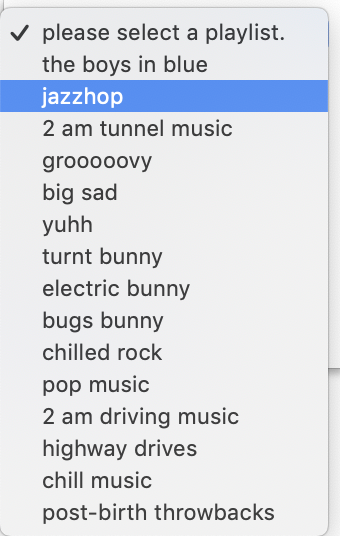 please select a playlist.
the boys in blue
jazzhop
2 am tunnel music
grooooovy
big sad
yuhh
turnt bunny
electric bunny
bugs bunny
chilled rock
pop music
2 am driving music
highway drives
chill music
post-birth throwbacks